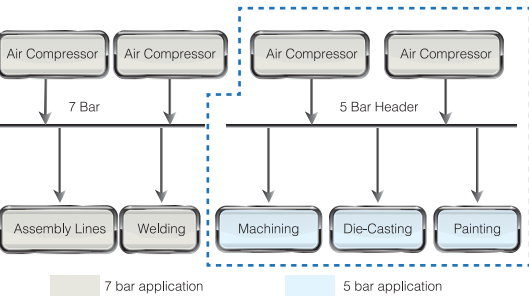 Air Compressor Air Compressor Air Compressor Air Compressor
7 Bar 5 Bar Header
Assembly Lines Welding Machining Die-Casting Painting
7 bar application 5 bar application